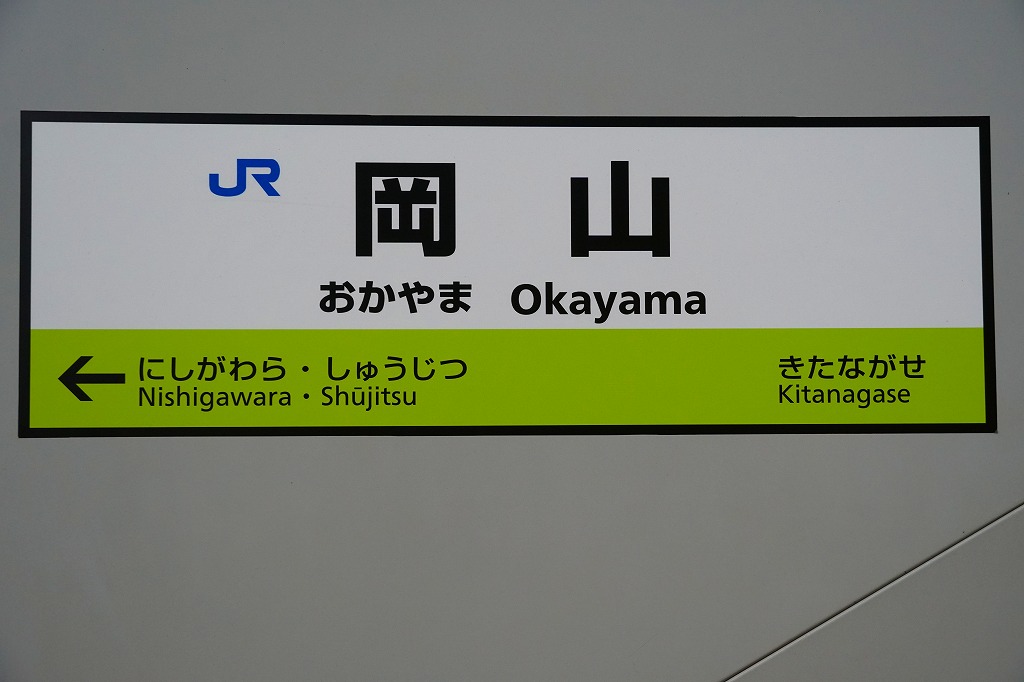 JR 岡山
おかやま Okayama
にしがわら・しゅうじつ きたながせ
Nishigawara・Shūjitsu Kitanagase